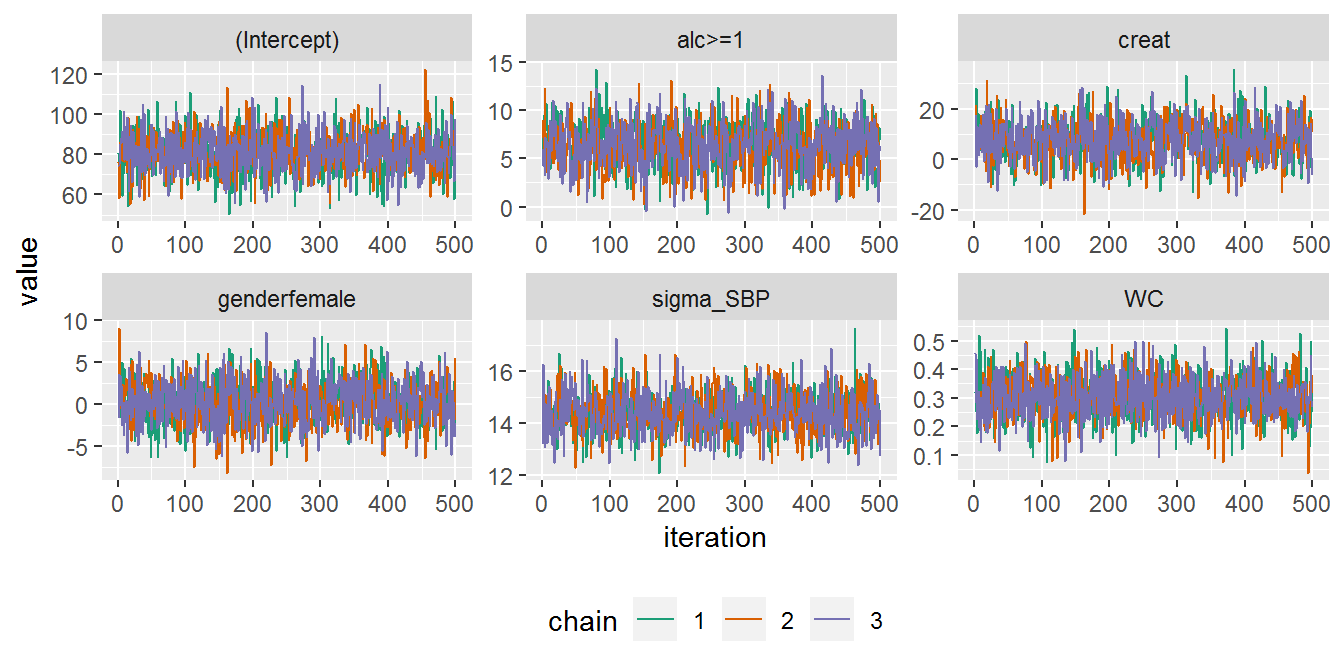 (Intercept) alc>=1 creat
120 15 20
100 10 0
80 5 -20
60 0
0 100 200 300 400 500 0 100 200 300 400 500 0 100 200 300 400 500
value
genderfemale sigma_SBP WC
10 16 0.5
5 14 0.4
0 12 0.3
-5 0.2
0.1
0 100 200 300 400 500 0 100 200 300 400 500 0 100 200 300 400 500
iteration
chain 1 2 3